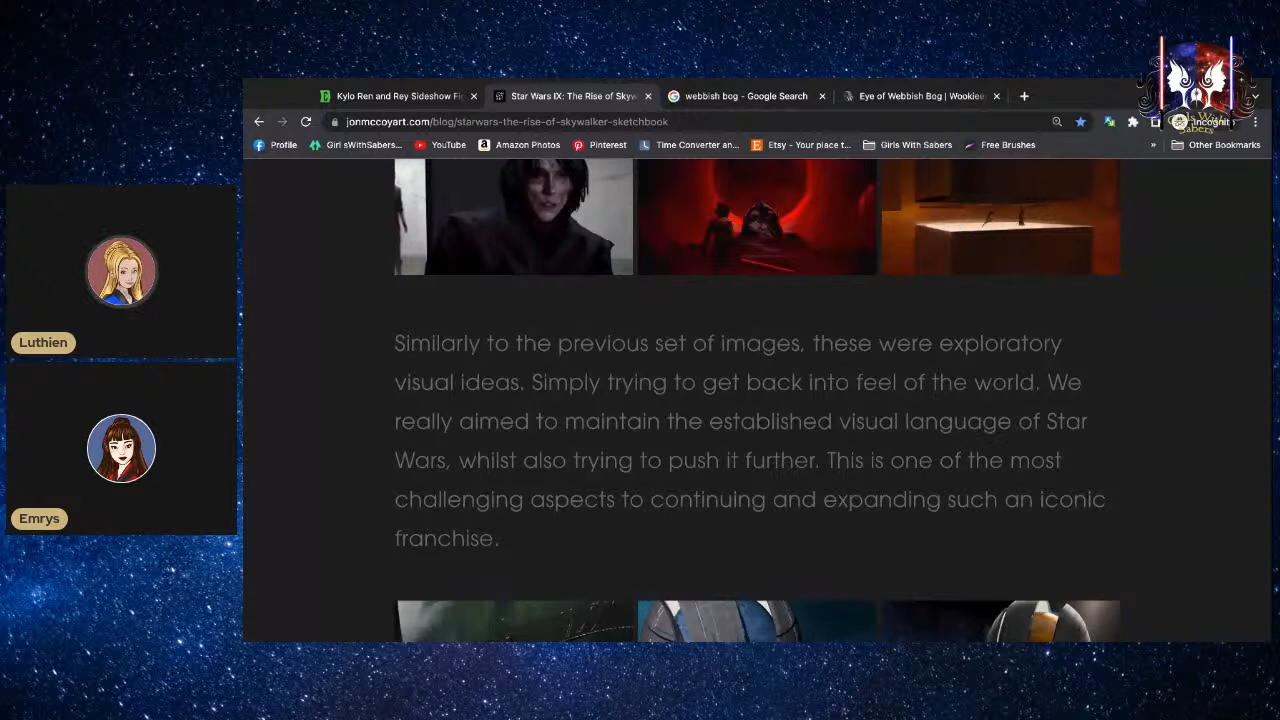 Kylo Ren and Rey Sideshow Fi
Star Wars IX: The Rise of Skyw
webbish bog - Google Search
Eye of Webbish Bog | Wookiee
jonmccoyart.com/blog/starwars-the-rise-of-skywalker-sketchbook
Incognito
Girls With
Sabers
Profile
Girl sWithSabers...
YouTube
Amazon Photos
Pinterest
Time Converter an...
Etsy - Your place t...
Girls With Sabers
Free Brushes
»
Other Bookmarks
Similarly to the previous set of images, these were exploratory
visual ideas. Simply trying to get back into feel of the world. We
really aimed to maintain the established visual language of Star
Wars, whilst also trying to push it further. This is one of the most
challenging aspects to continuing and expanding such an iconic
franchise.
Luthien
Emrys